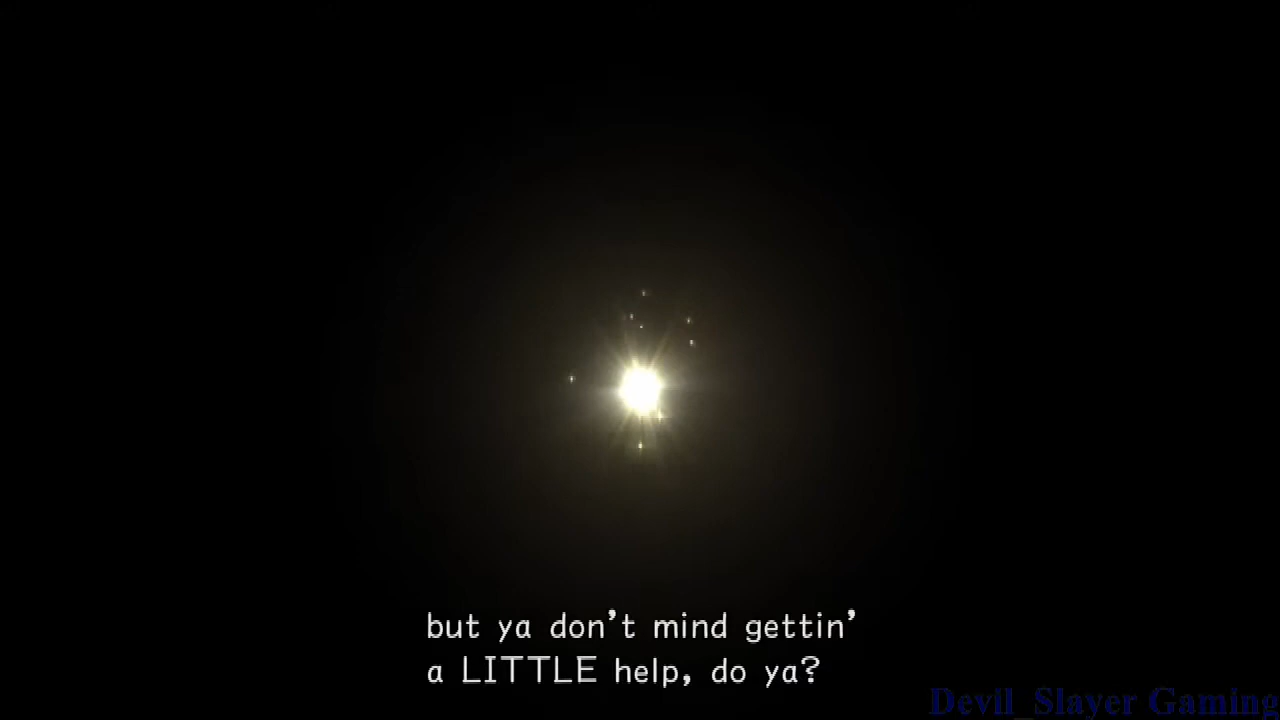 but ya don't mind gettin'
a LITTLE help, do ya?
Devil_Slayer Gaming